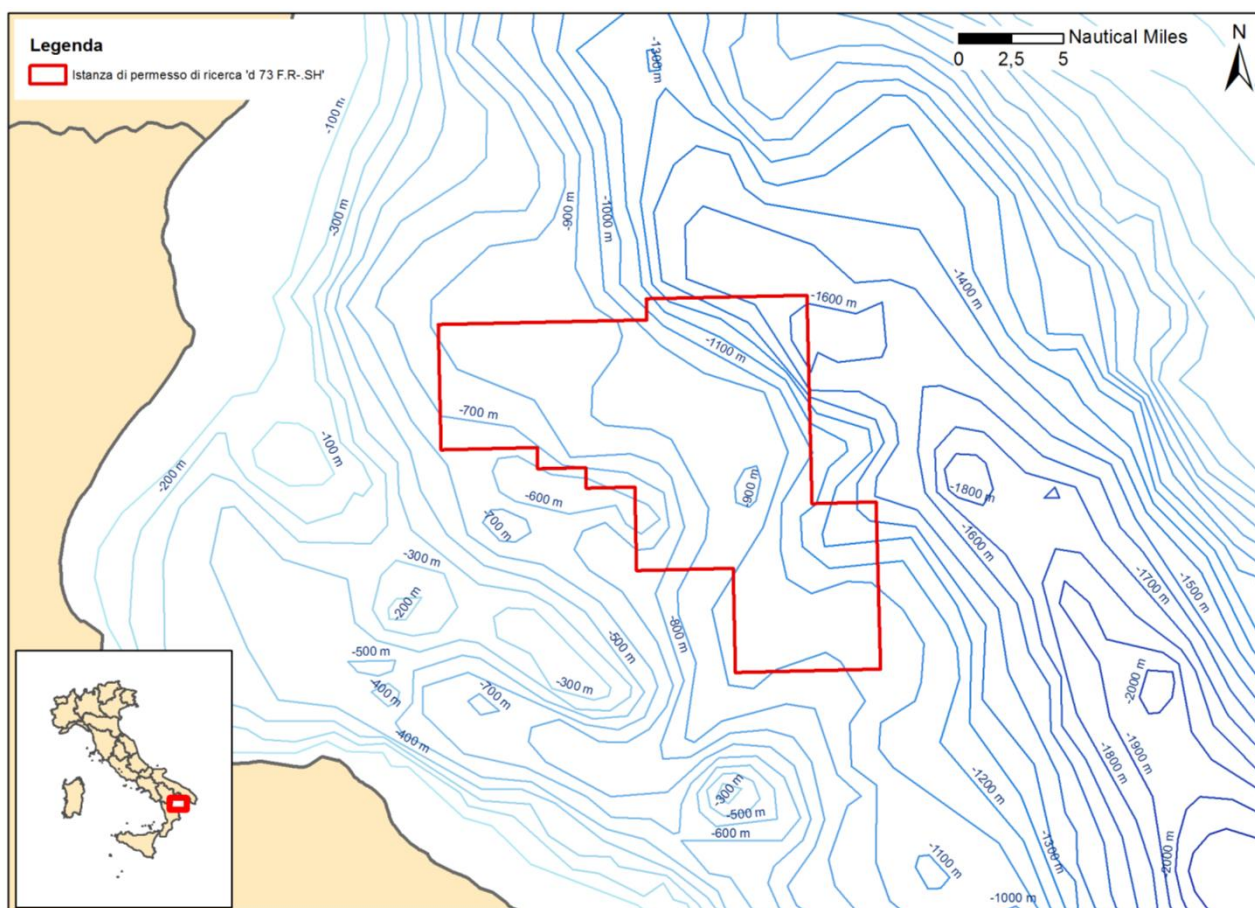 Legenda
Istanza di permesso di ricerca 'd 73 F.R-.SH'
Nautical Miles
0 2,5 5
N
-1300 m
-100 m
-300 m
-900 m
-1000 m
-1400 m
-1600 m
-1100 m
-700 m
-100 m
-200 m
-900 m
-1800 m
-600 m
-700 m
-1600 m
-1700 m
-1500 m
-300 m
-200 m
-500 m
-800 m
-500 m
-300 m
-400 m
-700 m
-400 m
-2000 m
-1900 m
-1800 m
-300 m
-500 m
-600 m
-1200 m
-1300 m
-1100 m
-1000 m
-2000 m